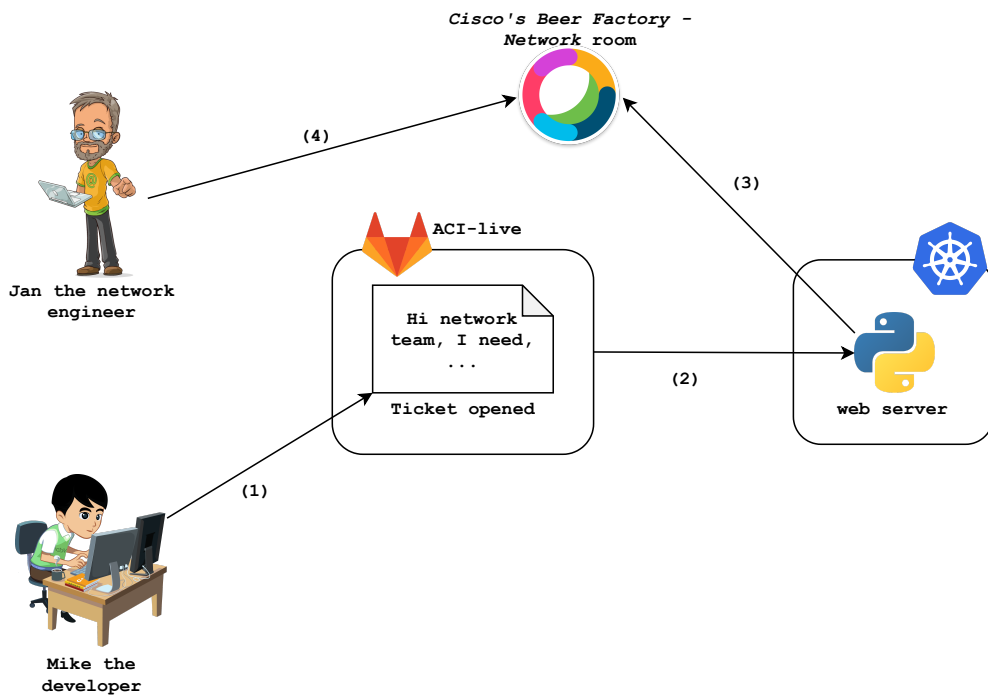 Cisco's Beer Factory -
Network room
(4)
(3)
ACI-live
Jan the network
engineer
Hi network
team, I need,
...
(2)
Ticket opened
web server
(1)
Mike the
developer